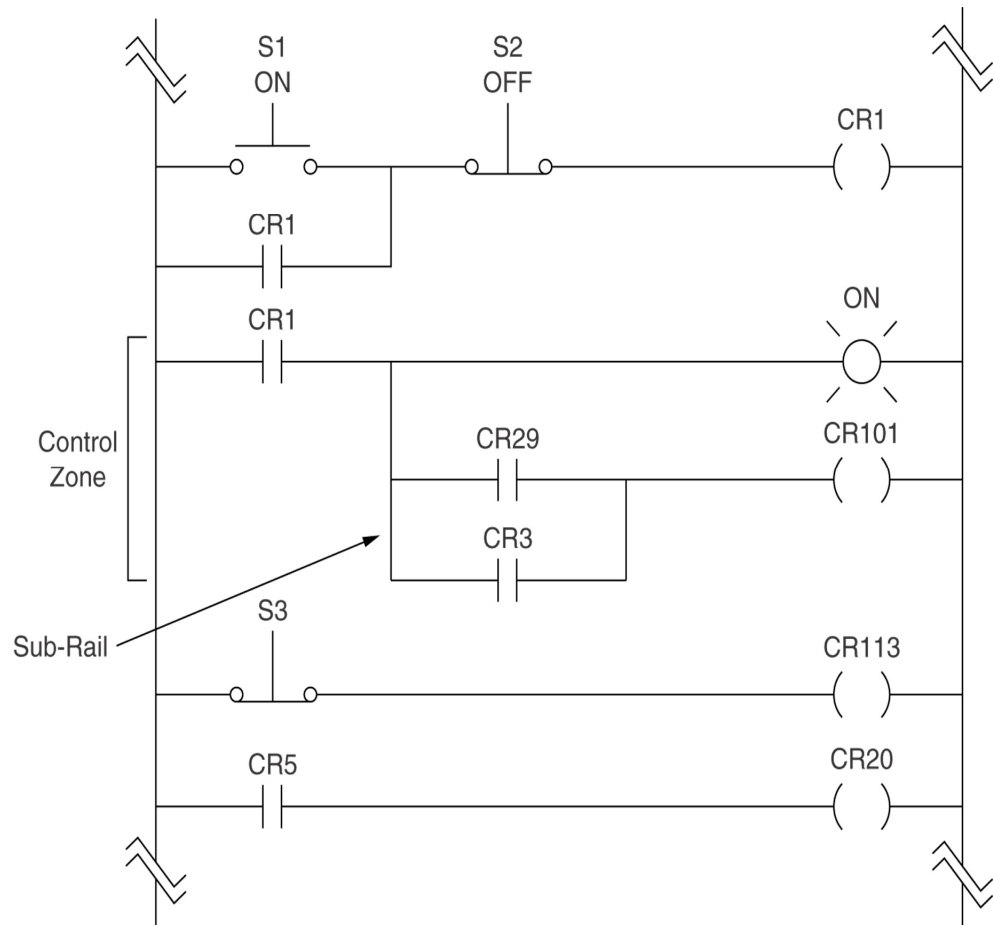 S1
ON
S2
OFF
CR1
CR1
CR1
ON
Control
Zone
CR29
CR101
CR3
Sub-Rail
S3
CR113
CR5
CR20